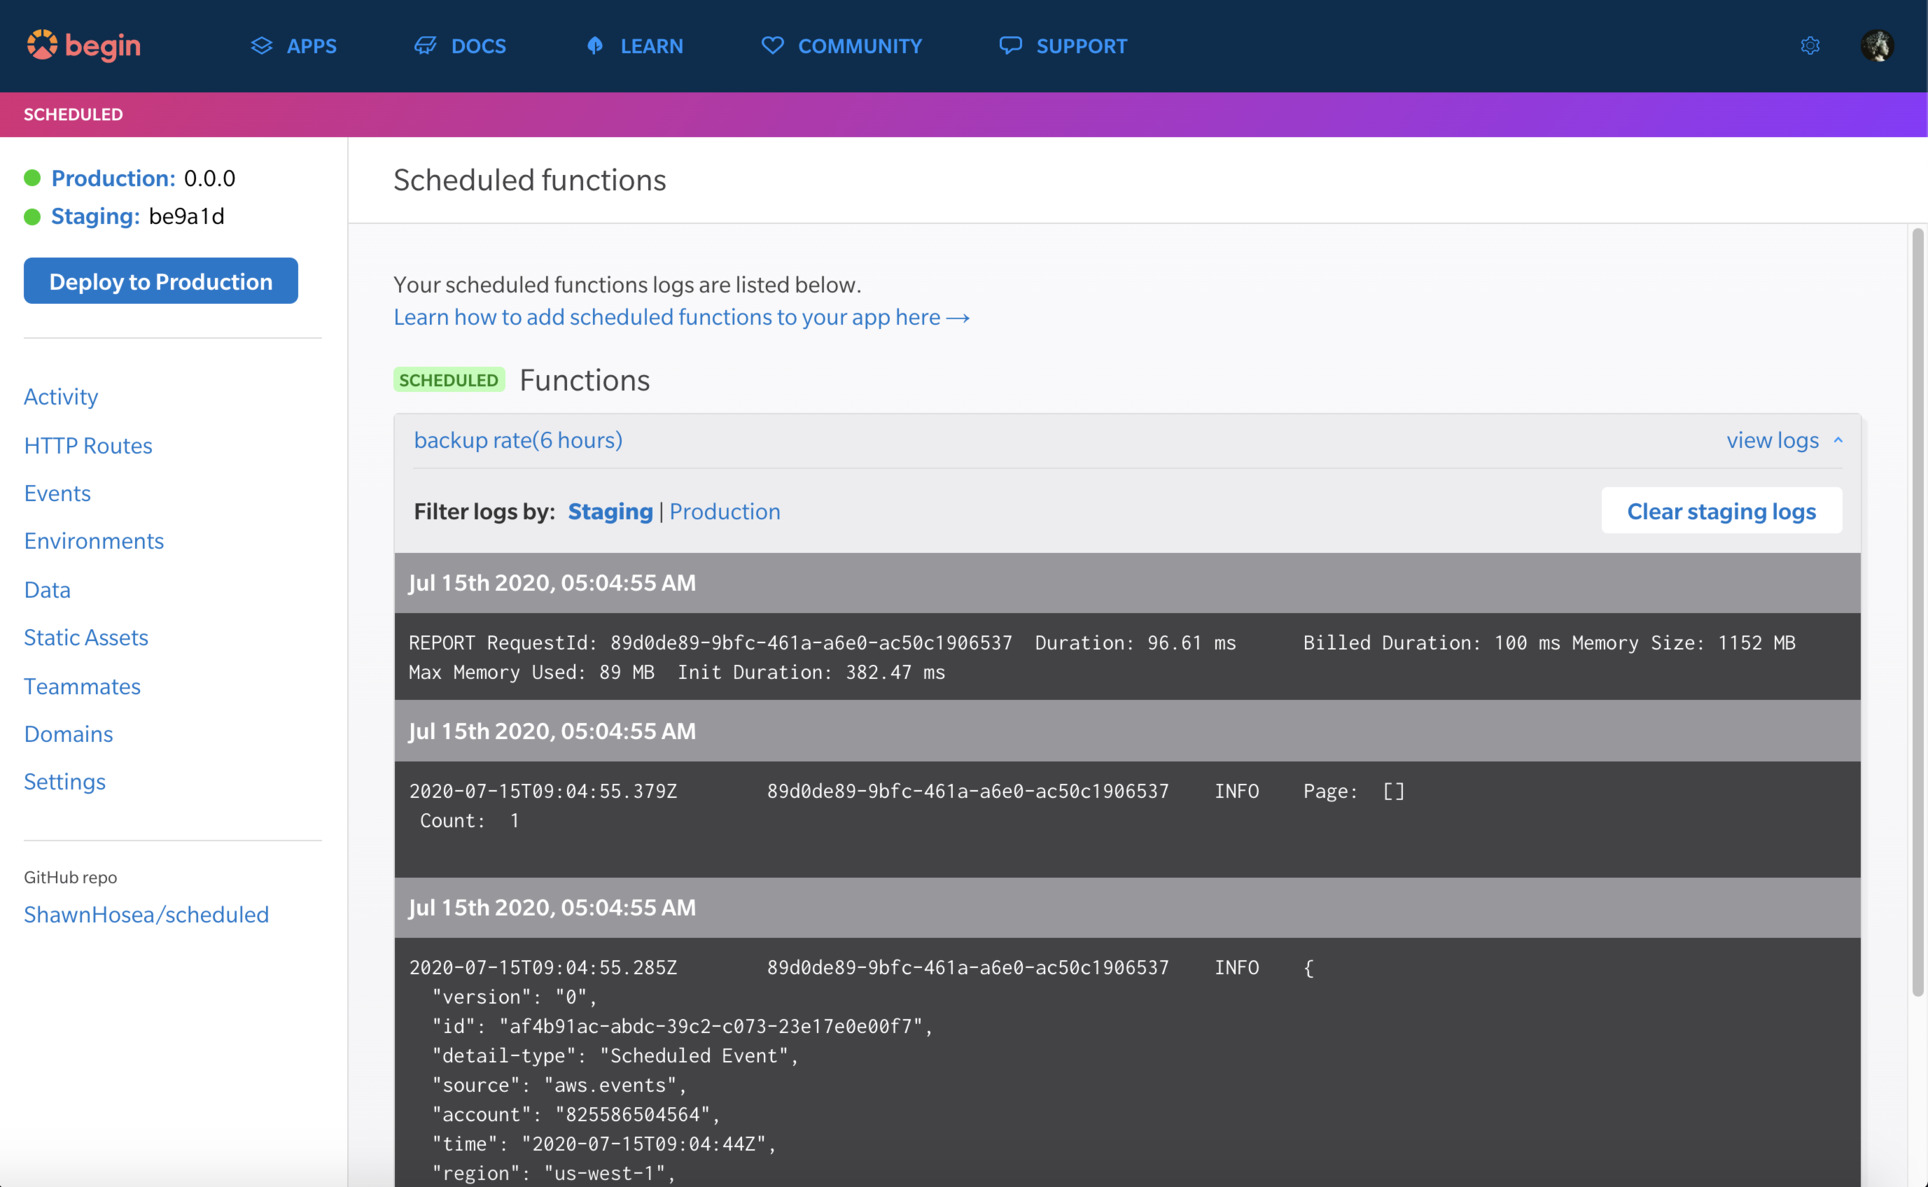 begin
APPS
DOCS
LEARN
COMMUNITY
SUPPORT
SCHEDULED
Production: 0.0.0
Staging: be9a1d
Deploy to Production
Activity
HTTP Routes
Events
Environments
Data
Static Assets
Teammates
Domains
Settings
GitHub repo
ShawnHosea/scheduled
Scheduled functions
Your scheduled functions logs are listed below.
Learn how to add scheduled functions to your app here →
SCHEDULED Functions
backup rate(6 hours)
view logs
Filter logs by: Staging | Production
Clear staging logs
Jul 15th 2020, 05:04:55 AM
REPORT RequestId: 89d0de89-9bfc-461a-a6e0-ac50c1906537 Duration: 96.61 ms Billed Duration: 100 ms Memory Size: 1152 MB
Max Memory Used: 89 MB Init Duration: 382.47 ms
Jul 15th 2020, 05:04:55 AM
2020-07-15T09:04:55.379Z 89d0de89-9bfc-461a-a6e0-ac50c1906537 INFO Page: []
Count: 1
Jul 15th 2020, 05:04:55 AM
2020-07-15T09:04:55.285Z 89d0de89-9bfc-461a-a6e0-ac50c1906537 INFO {
"version": "0",
"id": "af4b91ac-abdc-39c2-c073-23e17e0e00f7",
"detail-type": "Scheduled Event",
"source": "aws.events",
"account": "825586504564",
"time": "2020-07-15T09:04:44Z",
"region": "us-west-1",